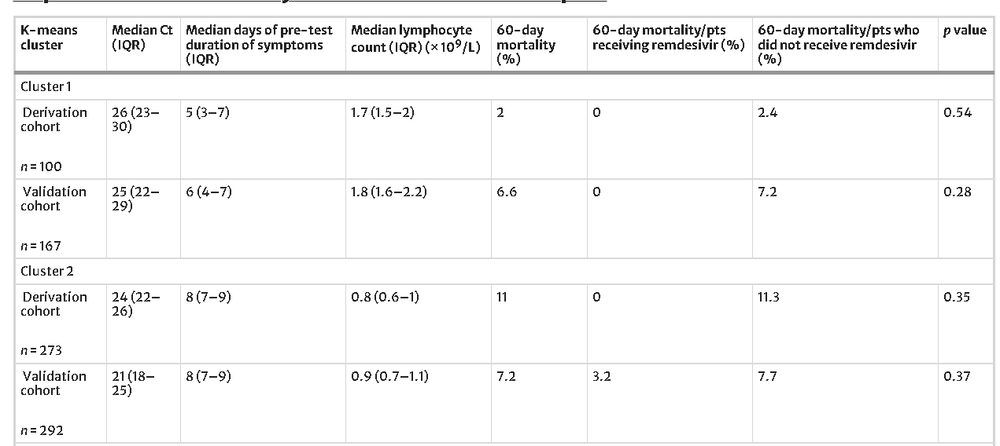 K-means cluster | Median Ct (IQR) | Median days of pre-test duration of symptoms (IQR) | Median lymphocyte count (IQR) (×10⁹/L) | 60-day mortality (%) | 60-day mortality/pts receiving remdesivir (%) | 60-day mortality/pts who did not receive remdesivir (%) | p value
Cluster 1
Derivation cohort n = 100 | 26 (23–30) | 5 (3–7) | 1.7 (1.5–2) | 2 | 0 | 2.4 | 0.54
Validation cohort n = 167 | 25 (22–29) | 6 (4–7) | 1.8 (1.6–2.2) | 6.6 | 0 | 7.2 | 0.28
Cluster 2
Derivation cohort n = 273 | 24 (22–26) | 8 (7–9) | 0.8 (0.6–1) | 11 | 0 | 11.3 | 0.35
Validation cohort n = 292 | 21 (18–25) | 8 (7–9) | 0.9 (0.7–1.1) | 7.2 | 3.2 | 7.7 | 0.37